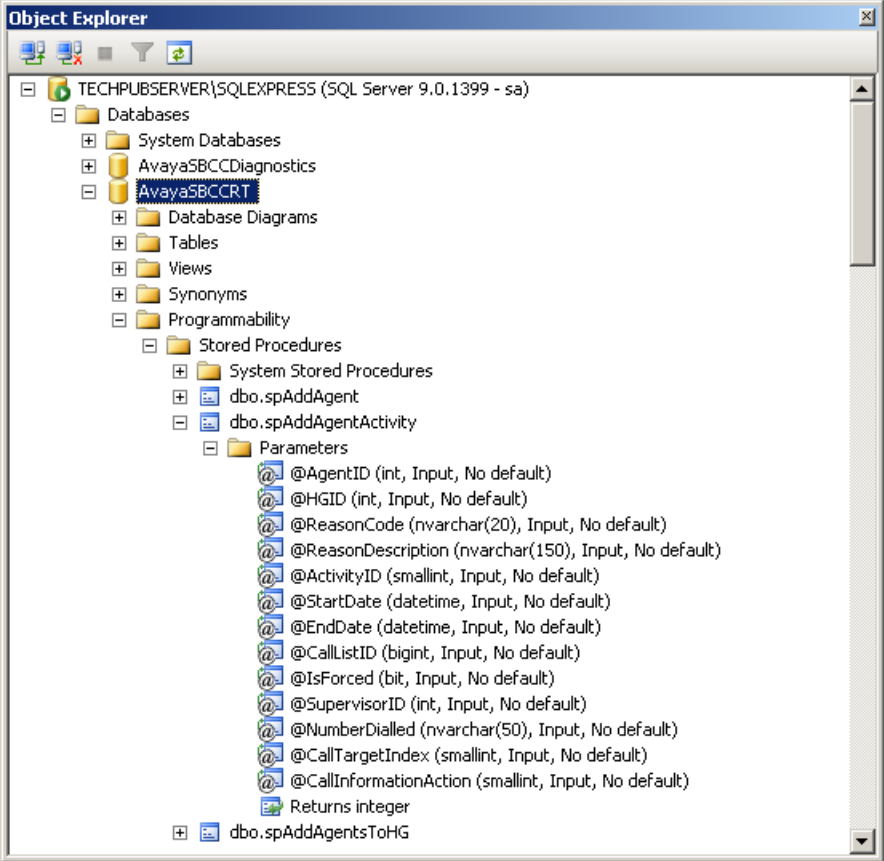 Object Explorer
TECHPUBSERVER\SQLEXPRESS (SQL Server 9.0.1399 - sa)
Databases
System Databases
AvayaSBCCDiagnostics
AvayaSBCCRT
Database Diagrams
Tables
Views
Synonyms
Programmability
Stored Procedures
System Stored Procedures
dbo.spAddAgent
dbo.spAddAgentActivity
Parameters
@AgentID (int, Input, No default)
@HGID (int, Input, No default)
@ReasonCode (nvarchar(20), Input, No default)
@ReasonDescription (nvarchar(150), Input, No default)
@ActivityID (smallint, Input, No default)
@StartDate (datetime, Input, No default)
@EndDate (datetime, Input, No default)
@CallListID (bigint, Input, No default)
@IsForced (bit, Input, No default)
@SupervisorID (int, Input, No default)
@NumberDialled (nvarchar(50), Input, No default)
@CallTargetIndex (smallint, Input, No default)
@CallInformationAction (smallint, Input, No default)
Returns integer
dbo.spAddAgentsToHG